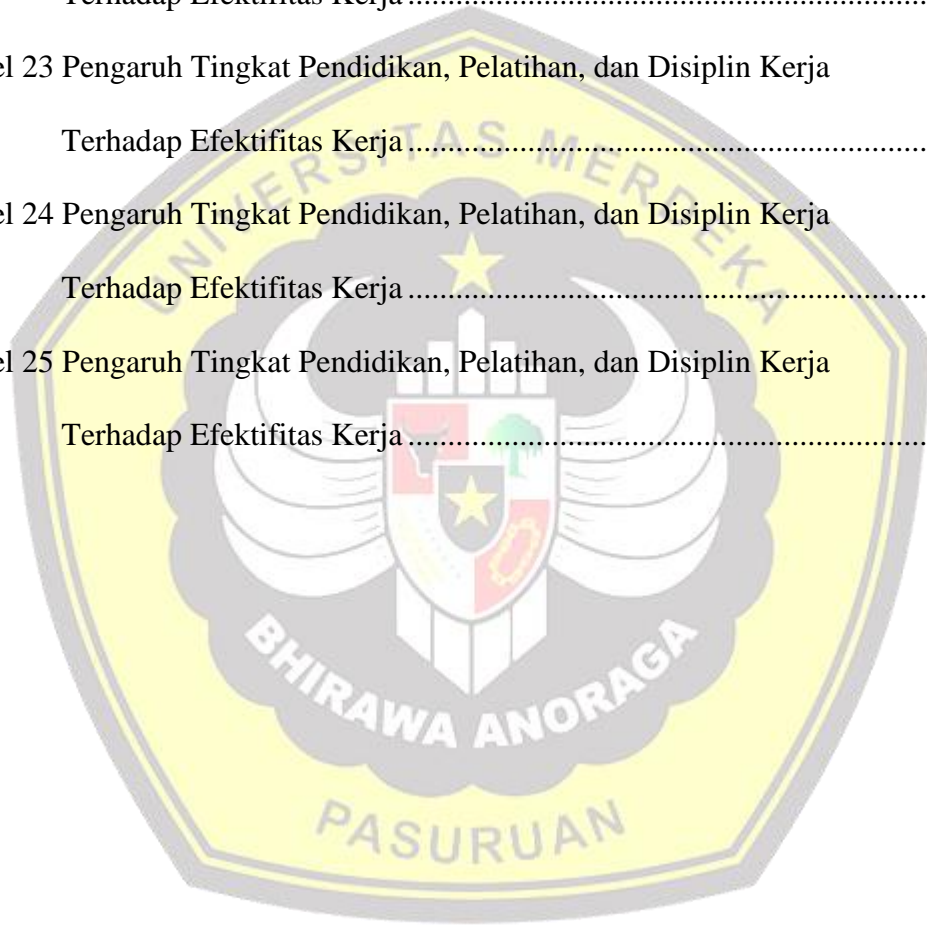 Terhadap Efektifitas Kerja ........................................................................
el 23 Pengaruh Tingkat Pendidikan, Pelatihan, dan Disiplin Kerja
Terhadap Efektifitas Kerja ........................................................................
el 24 Pengaruh Tingkat Pendidikan, Pelatihan, dan Disiplin Kerja
Terhadap Efektifitas Kerja ........................................................................
el 25 Pengaruh Tingkat Pendidikan, Pelatihan, dan Disiplin Kerja
Terhadap Efektifitas Kerja ........................................................................
UNIVERSITAS MERDEKA
BHIRAWA ANORAGA
PASURUAN